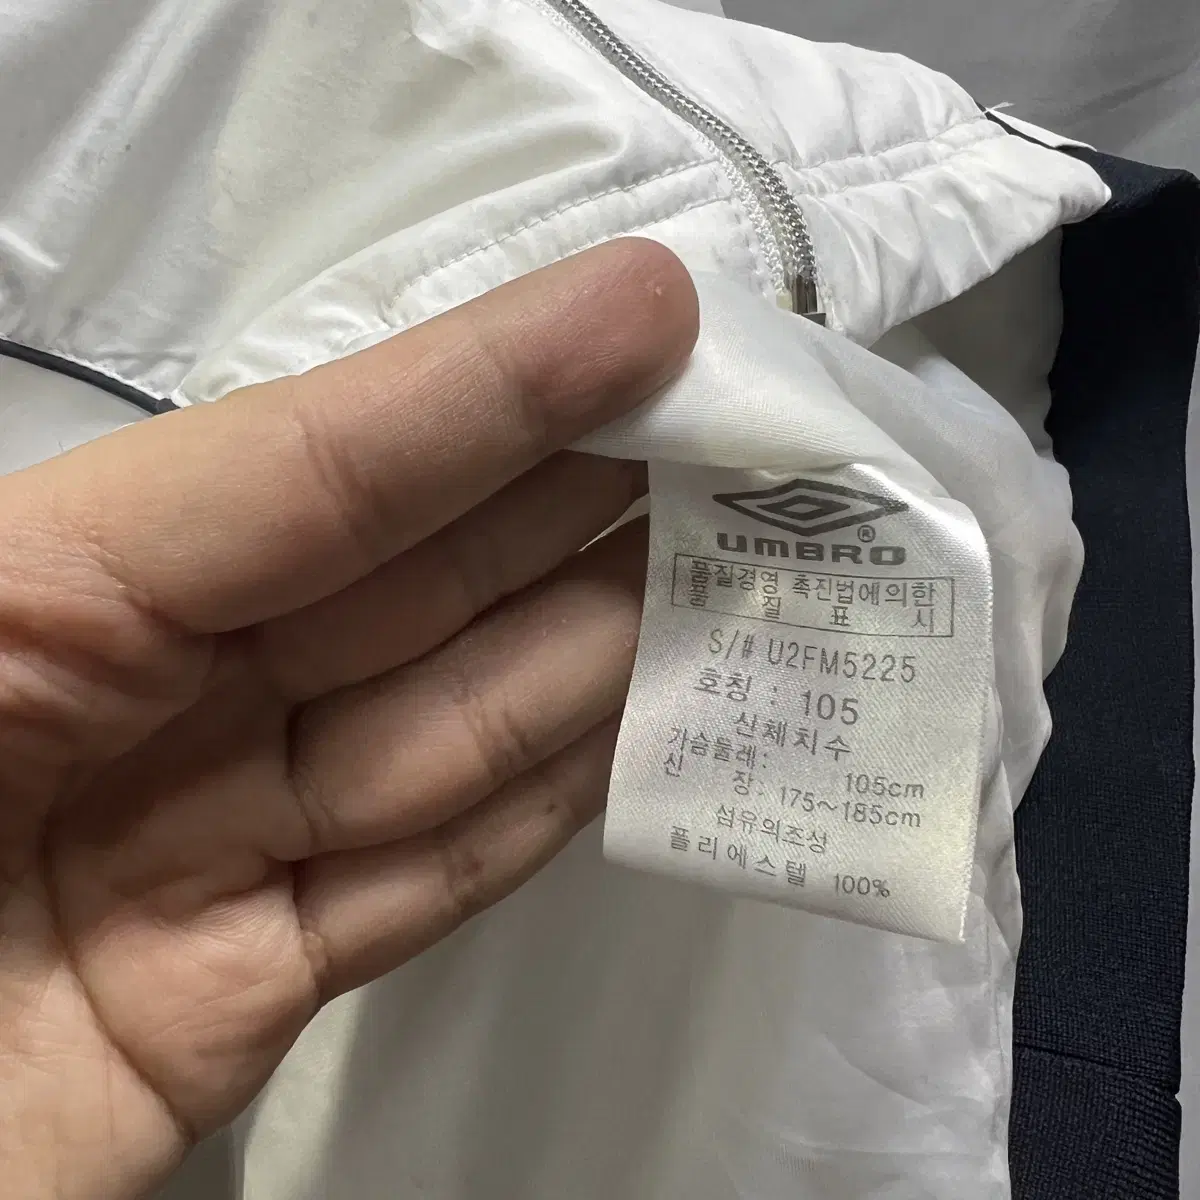 UMBRO®
품질경영 촉진법에의한
품 질 표 시
S/# U2FM5225
호칭 : 105
신체치수
가슴둘레: 105cm
신 장: 175~185cm
섬유의조성
폴리에스텔 100%